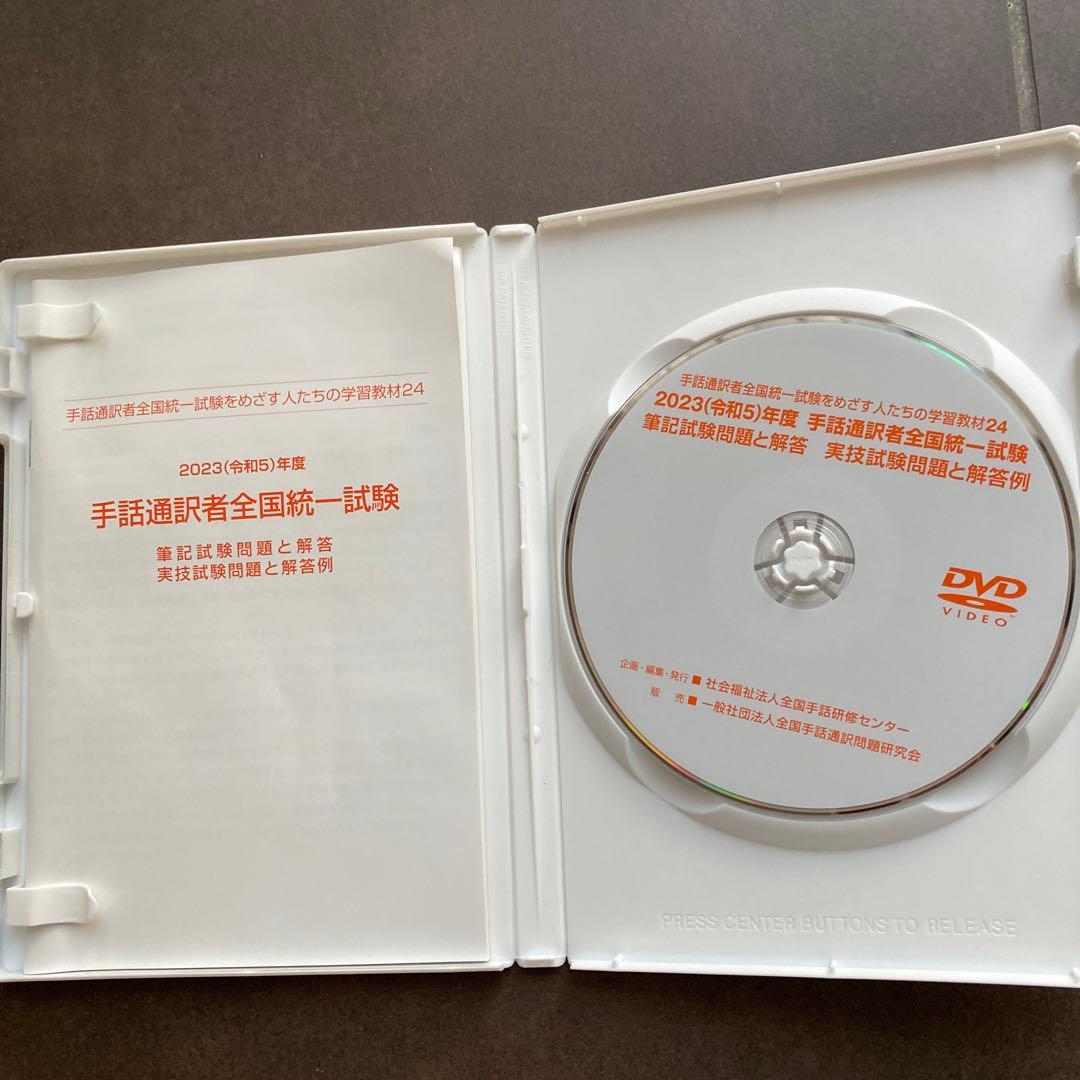 手話通訳者全国統一試験をめざす人たちの学習教材24
2023(令和5)年度
手話通訳者全国統一試験
筆記試験問題と解答
実技試験問題と解答例
手話通訳者全国統一試験をめざす人たちの学習教材24
2023(令和5)年度 手話通訳者全国統一試験
筆記試験問題と解答 実技試験問題と解答例
DVD
VIDEO™
企画・編集・発行■社会福祉法人全国手話研修センター
販 売■一般社団法人全国手話通訳問題研究会
PRESS CENTER BUTTONS TO RELEASE